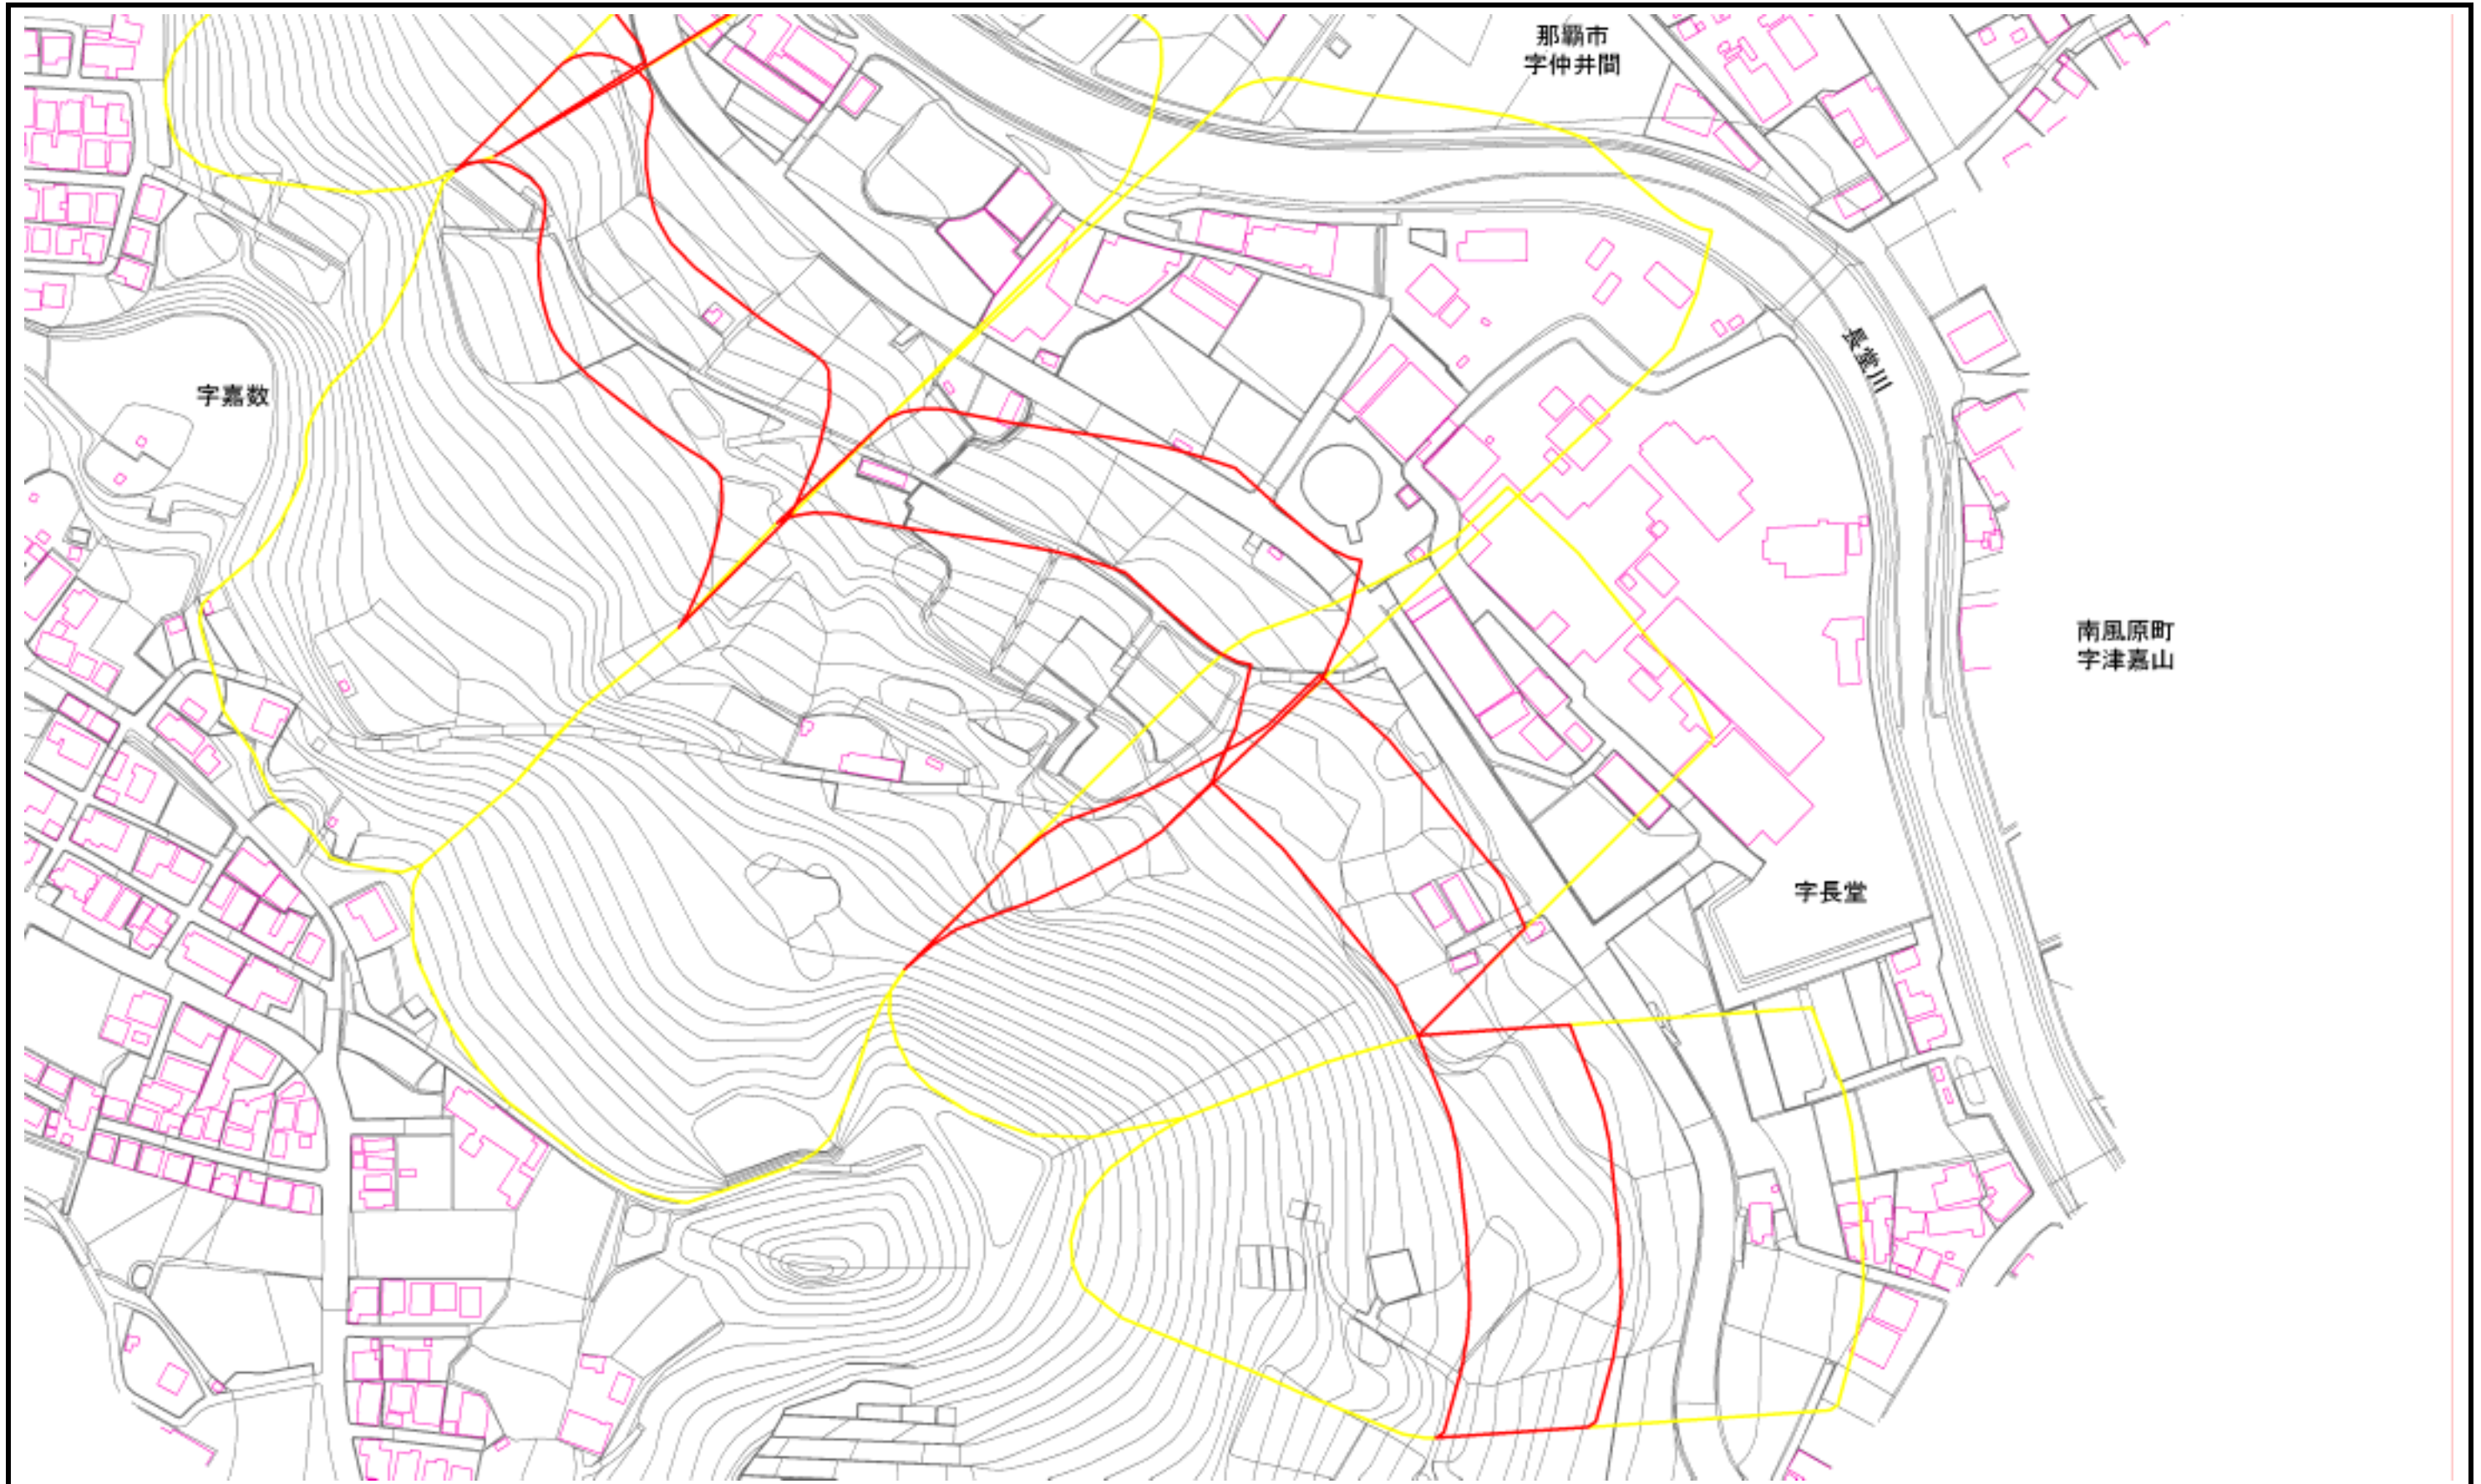 那覇市
字仲井間
長堂川
字嘉数
南風原町
字津嘉山
字長堂